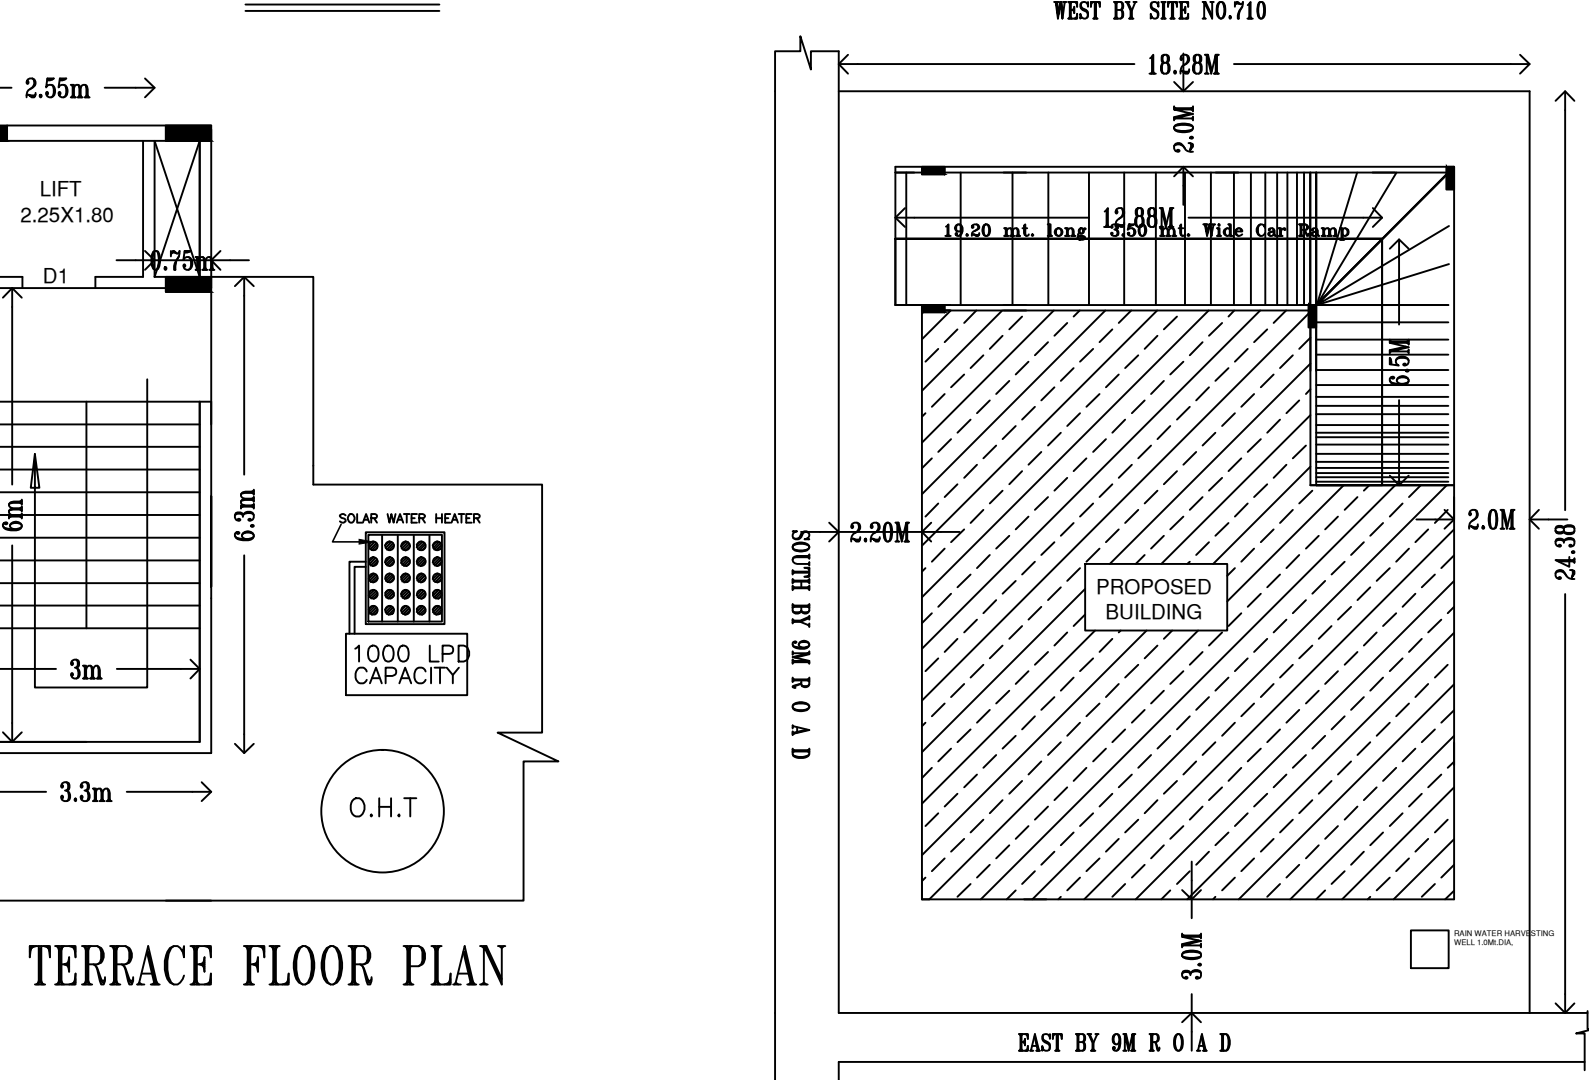 2.55m
LIFT
2.25X1.80
0.75m
D1
6m
6.3m
3m
3.3m
SOLAR WATER HEATER
1000 LPD
CAPACITY
O.H.T
TERRACE FLOOR PLAN
WEST BY SITE NO.710
18.28M
2.0M
12.88M
19.20 mt. long 3.50 mt. Wide Car Ramp
6.5M
2.20M
2.0M
24.38
SOUTH BY 9M R O A D
PROPOSED
BUILDING
3.0M
RAIN WATER HARVESTING
WELL 1.0Mt.DIA,
EAST BY 9M R O A D